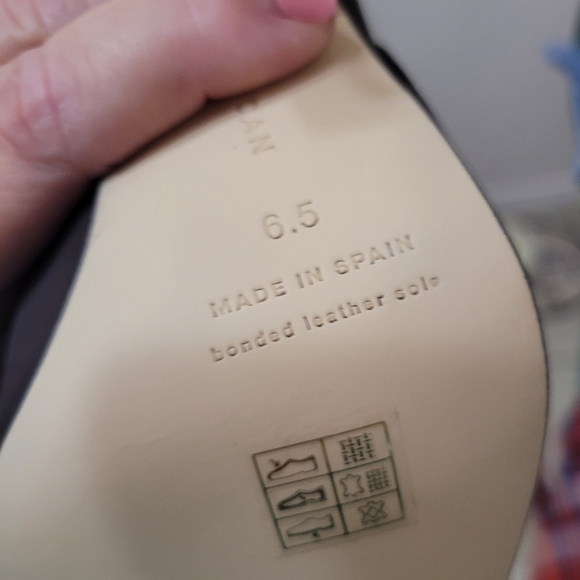 6.5
MADE IN SPAIN
bonded leather sole